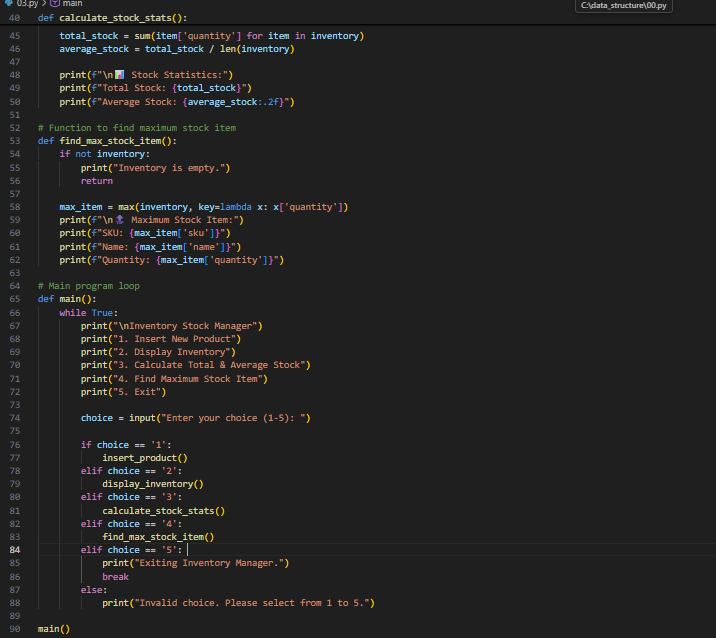 03.py > main
C:\data_structure\00.py
40 def calculate_stock_stats():
45     total_stock = sum(item['quantity'] for item in inventory)
46     average_stock = total_stock / len(inventory)
47
48     print(f"\n📊 Stock Statistics:")
49     print(f"Total Stock: {total_stock}")
50     print(f"Average Stock: {average_stock:.2f}")
51
52 # Function to find maximum stock item
53 def find_max_stock_item():
54     if not inventory:
55         print("Inventory is empty.")
56         return
57
58     max_item = max(inventory, key=lambda x: x['quantity'])
59     print(f"\n🔝 Maximum Stock Item:")
60     print(f"SKU: {max_item['sku']}")
61     print(f"Name: {max_item['name']}")
62     print(f"Quantity: {max_item['quantity']}")
63
64 # Main program loop
65 def main():
66     while True:
67         print("\nInventory Stock Manager")
68         print("1. Insert New Product")
69         print("2. Display Inventory")
70         print("3. Calculate Total & Average Stock")
71         print("4. Find Maximum Stock Item")
72         print("5. Exit")
73
74         choice = input("Enter your choice (1-5): ")
75
76         if choice == '1':
77             insert_product()
78         elif choice == '2':
79             display_inventory()
80         elif choice == '3':
81             calculate_stock_stats()
82         elif choice == '4':
83             find_max_stock_item()
84         elif choice == '5':
85             print("Exiting Inventory Manager.")
86             break
87         else:
88             print("Invalid choice. Please select from 1 to 5.")
89
90 main()